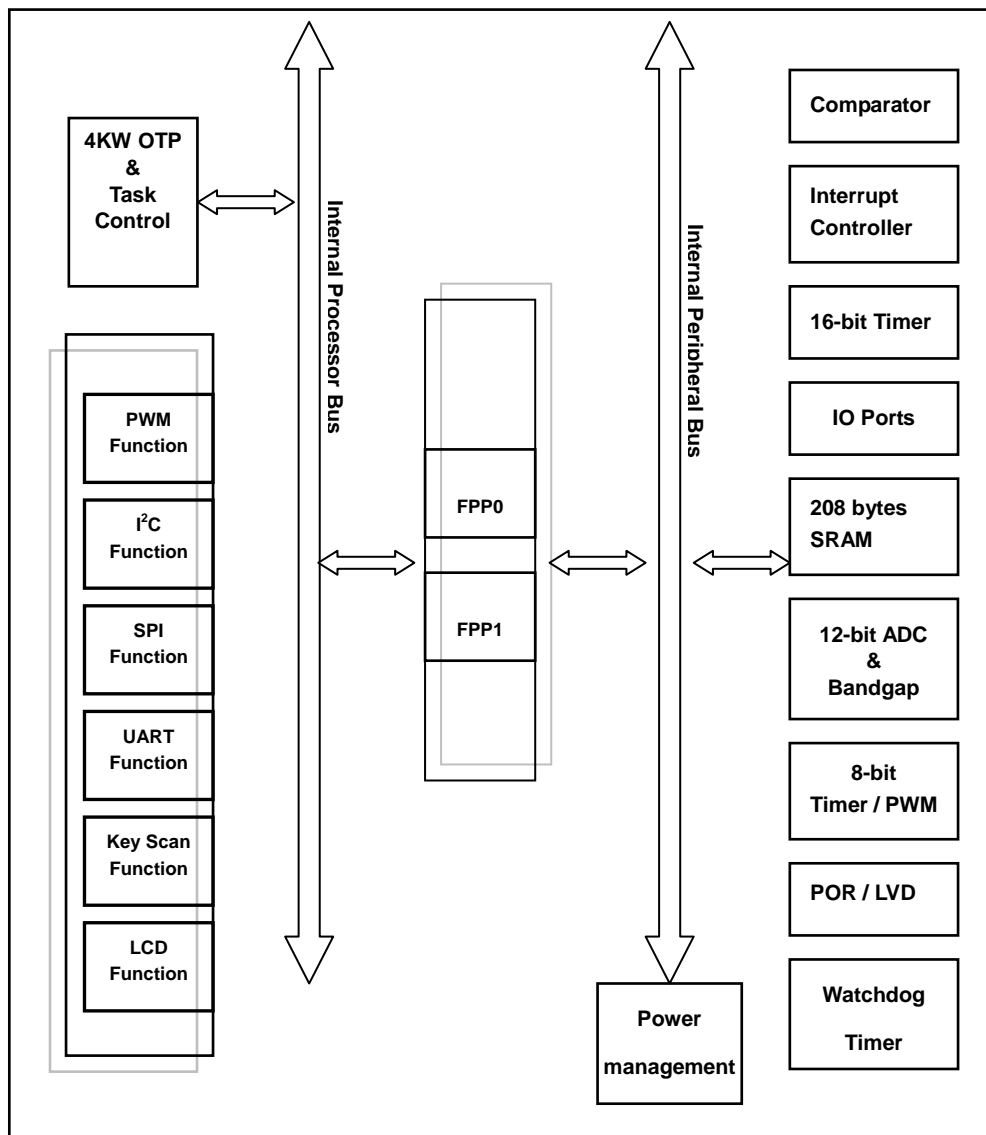 4KW OTP
&
Task
Control
PWM
Function
I²C
Function
SPI
Function
UART
Function
Key Scan
Function
LCD
Function
Internal Processor Bus
FPP0
FPP1
Internal Peripheral Bus
Power
management
Comparator
Interrupt
Controller
16-bit Timer
IO Ports
208 bytes
SRAM
12-bit ADC
&
Bandgap
8-bit
Timer / PWM
POR / LVD
Watchdog
Timer